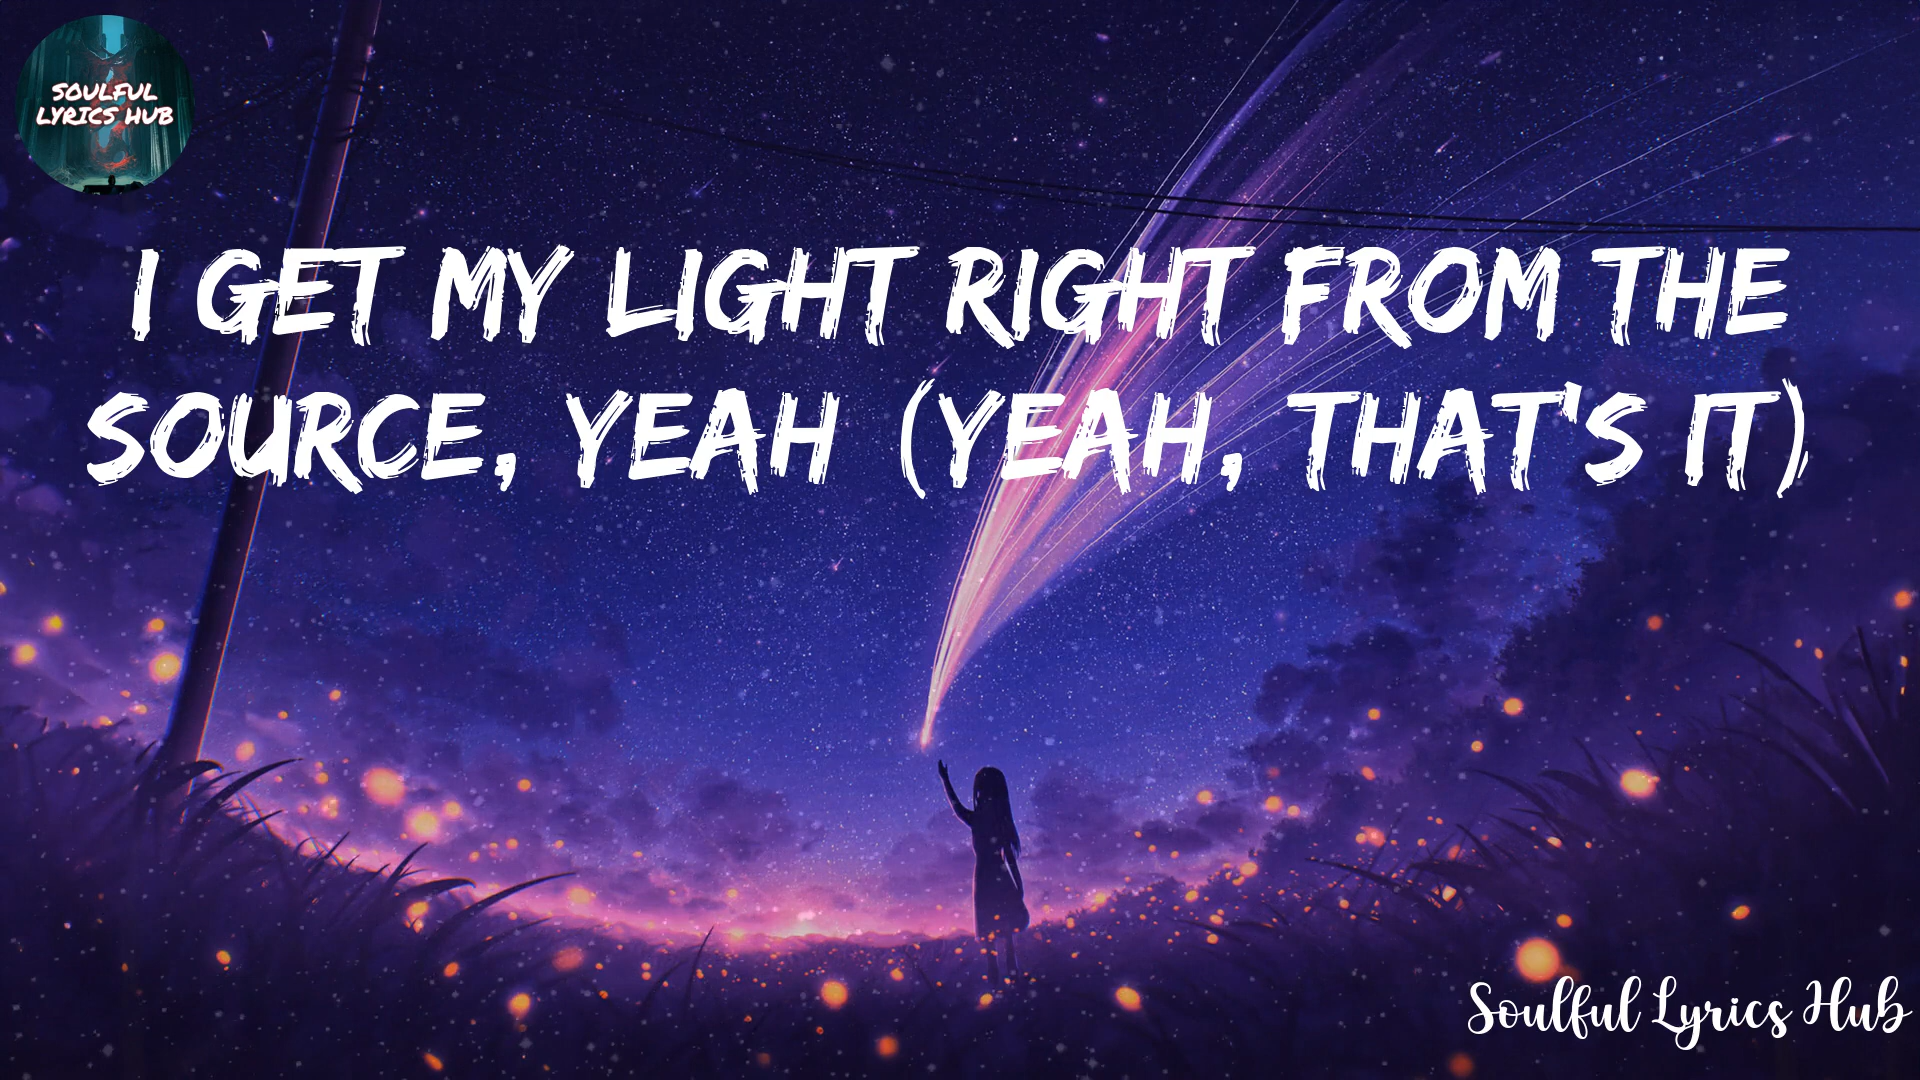 SOULFUL
LYRICS HUB
I GET MY LIGHT RIGHT FROM THE
SOURCE, YEAH (YEAH, THAT'S IT)
Soulful Lyrics Hub